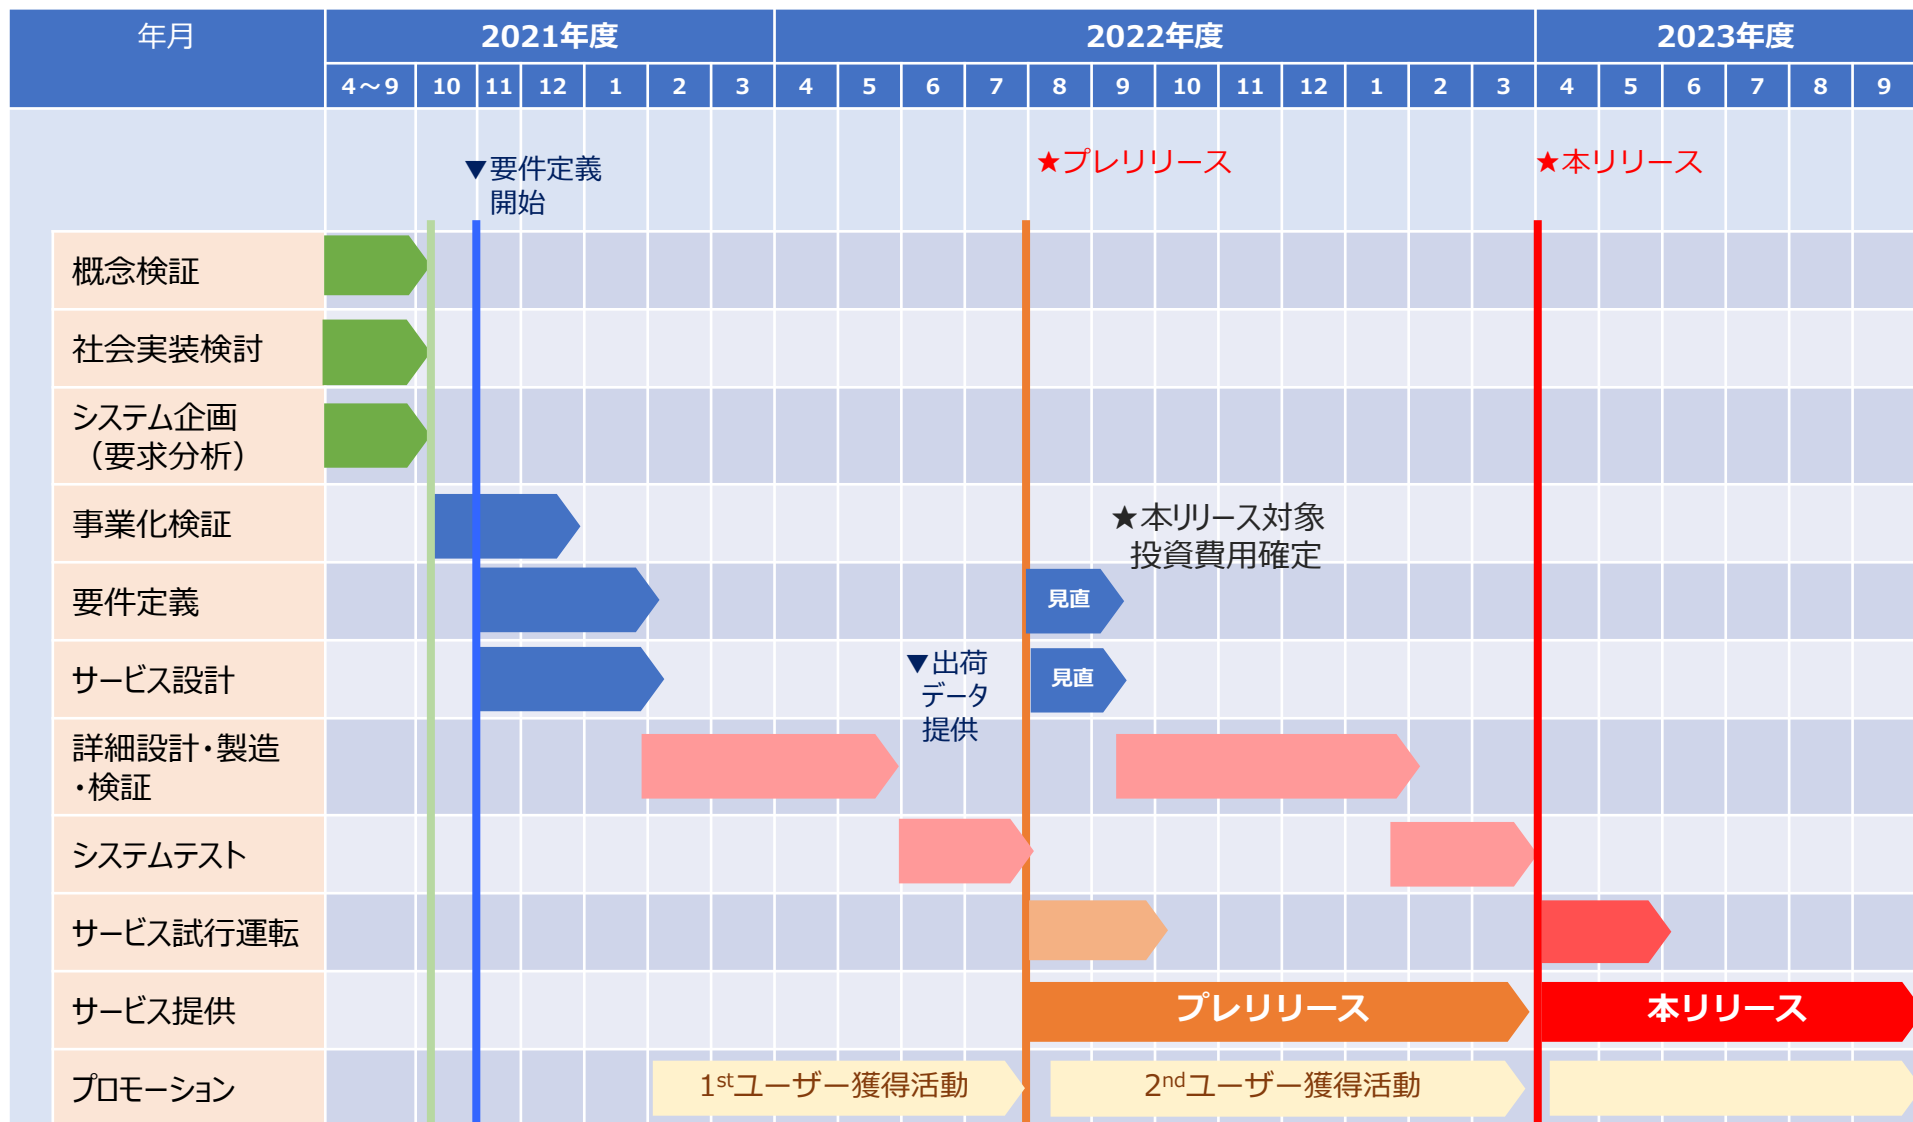 年月 2021年度 2022年度 2023年度
4～9 10 11 12 1 2 3 4 5 6 7 8 9 10 11 12 1 2 3 4 5 6 7 8 9
▼要件定義
開始
★プレリリース
★本リリース
概念検証
社会実装検討
システム企画
（要求分析）
事業化検証
★本リリース対象
投資費用確定
要件定義
見直
サービス設計
▼出荷
データ
提供
見直
詳細設計・製造
・検証
システムテスト
サービス試行運転
サービス提供
プレリリース
本リリース
プロモーション
1stユーザー獲得活動
2ndユーザー獲得活動